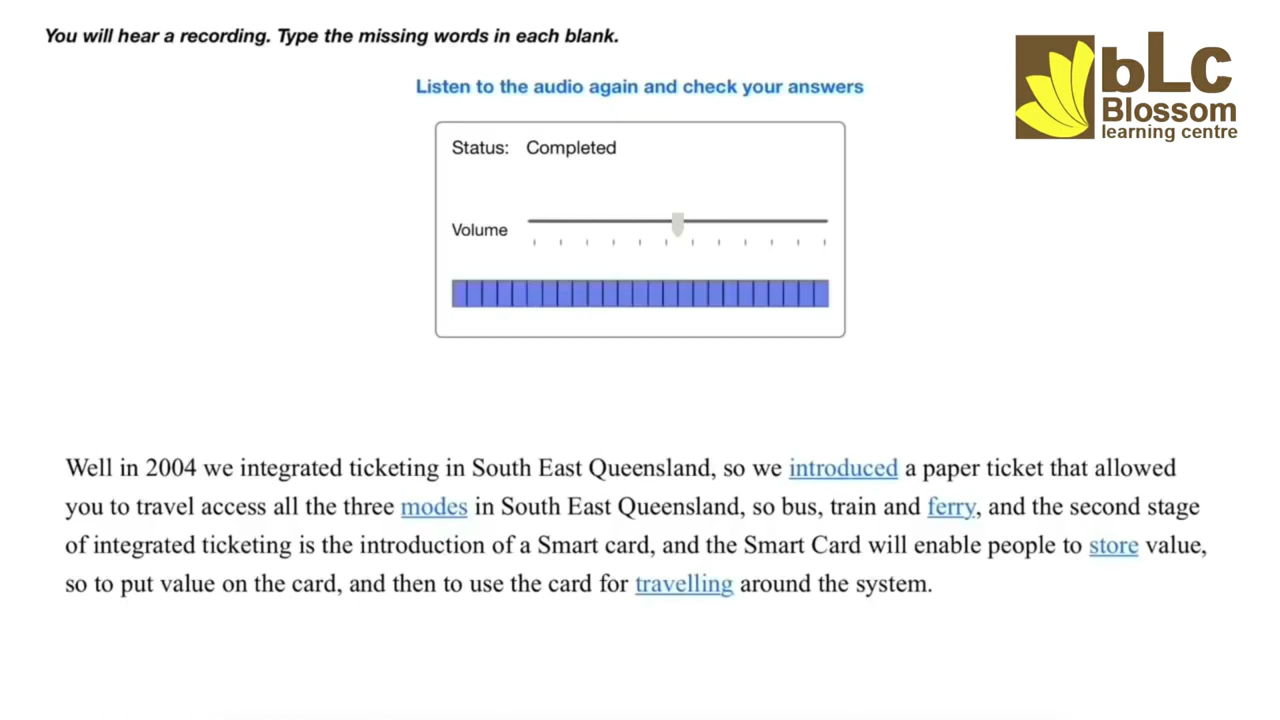 You will hear a recording. Type the missing words in each blank.
bLc
Blossom
learning centre
Listen to the audio again and check your answers
Status: Completed
Volume
Well in 2004 we integrated ticketing in South East Queensland, so we introduced a paper ticket that allowed
you to travel access all the three modes in South East Queensland, so bus, train and ferry, and the second stage
of integrated ticketing is the introduction of a Smart card, and the Smart Card will enable people to store value,
so to put value on the card, and then to use the card for travelling around the system.